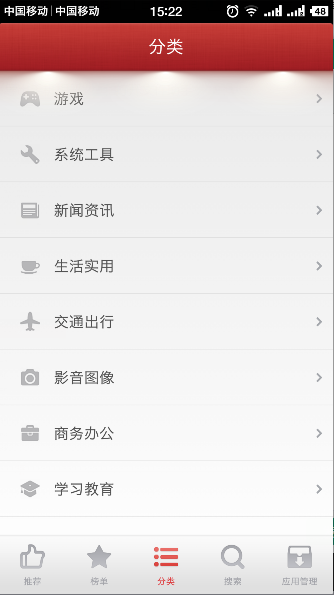 中国移动 | 中国移动 15:22 48
分类
游戏
系统工具
新闻资讯
生活实用
交通出行
影音图像
商务办公
学习教育
推荐 榜单 分类 搜索 应用管理